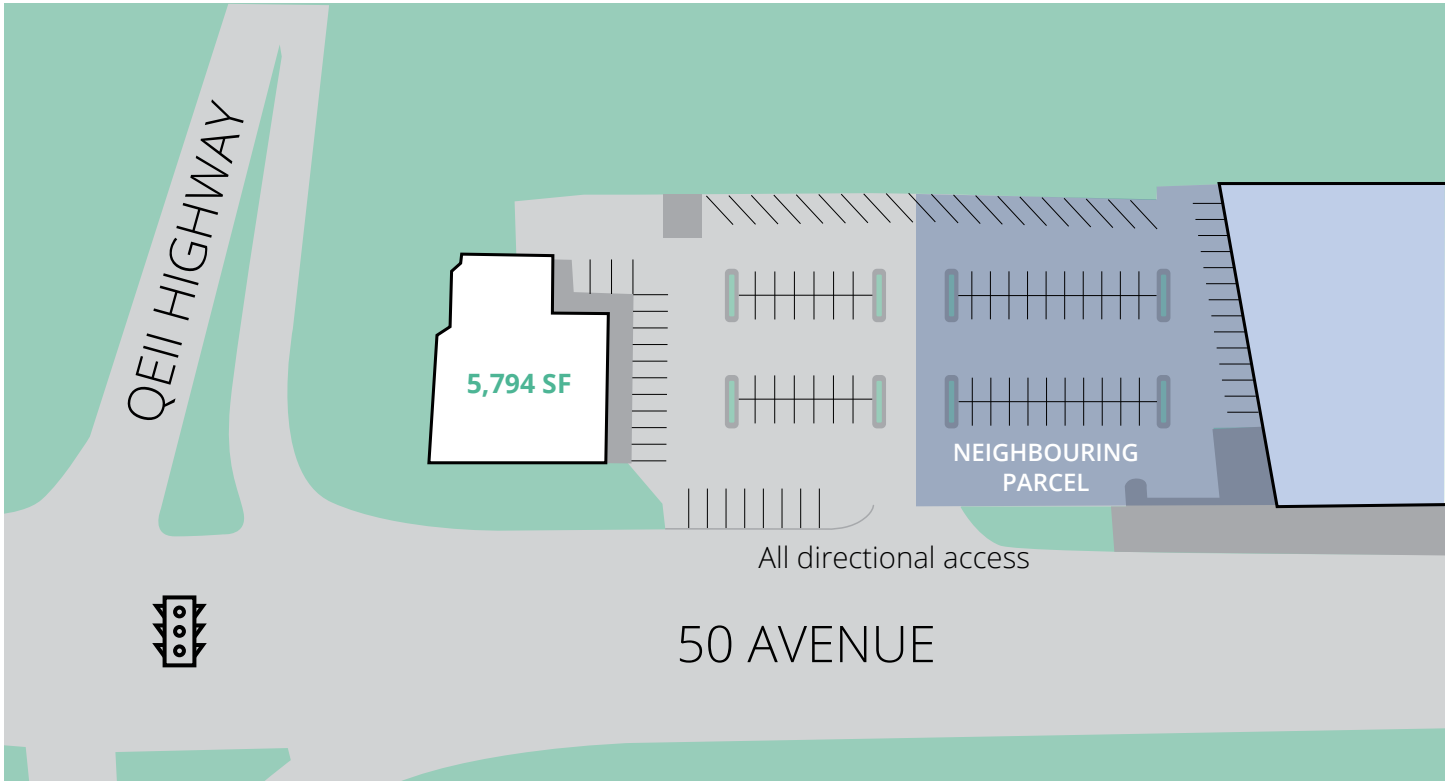 QEII HIGHWAY
5,794 SF
NEIGHBOURING
PARCEL
All directional access
50 AVENUE